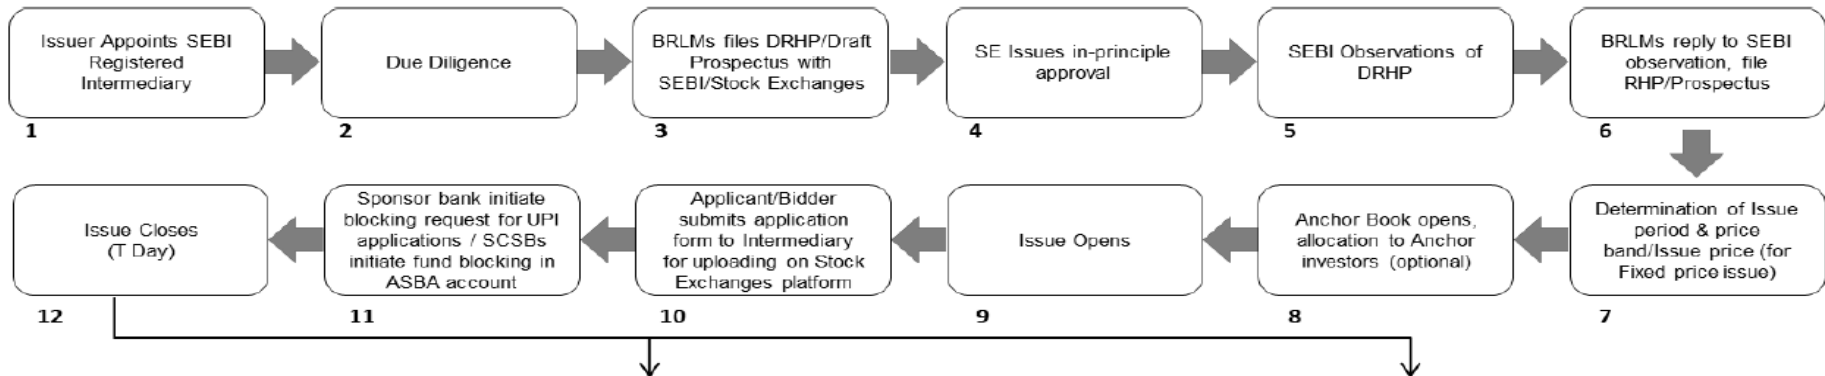 Issuer Appoints SEBI
Registered
Intermediary
1
Due Diligence
2
BRLMs files DRHP/Draft
Prospectus with
SEBI/Stock Exchanges
3
SE Issues in-principle
approval
4
SEBI Observations of
DRHP
5
BRLMs reply to SEBI
observation, file
RHP/Prospectus
6
Determination of Issue
period & price
band/Issue price (for
Fixed price issue)
7
Anchor Book opens,
allocation to Anchor
investors (optional)
8
Issue Opens
9
Applicant/Bidder
submits application
form to Intermediary
for uploading on Stock
Exchanges platform
10
Sponsor bank initiate
blocking request for UPI
applications / SCSBs
initiate fund blocking in
ASBA account
11
Issue Closes
(T Day)
12